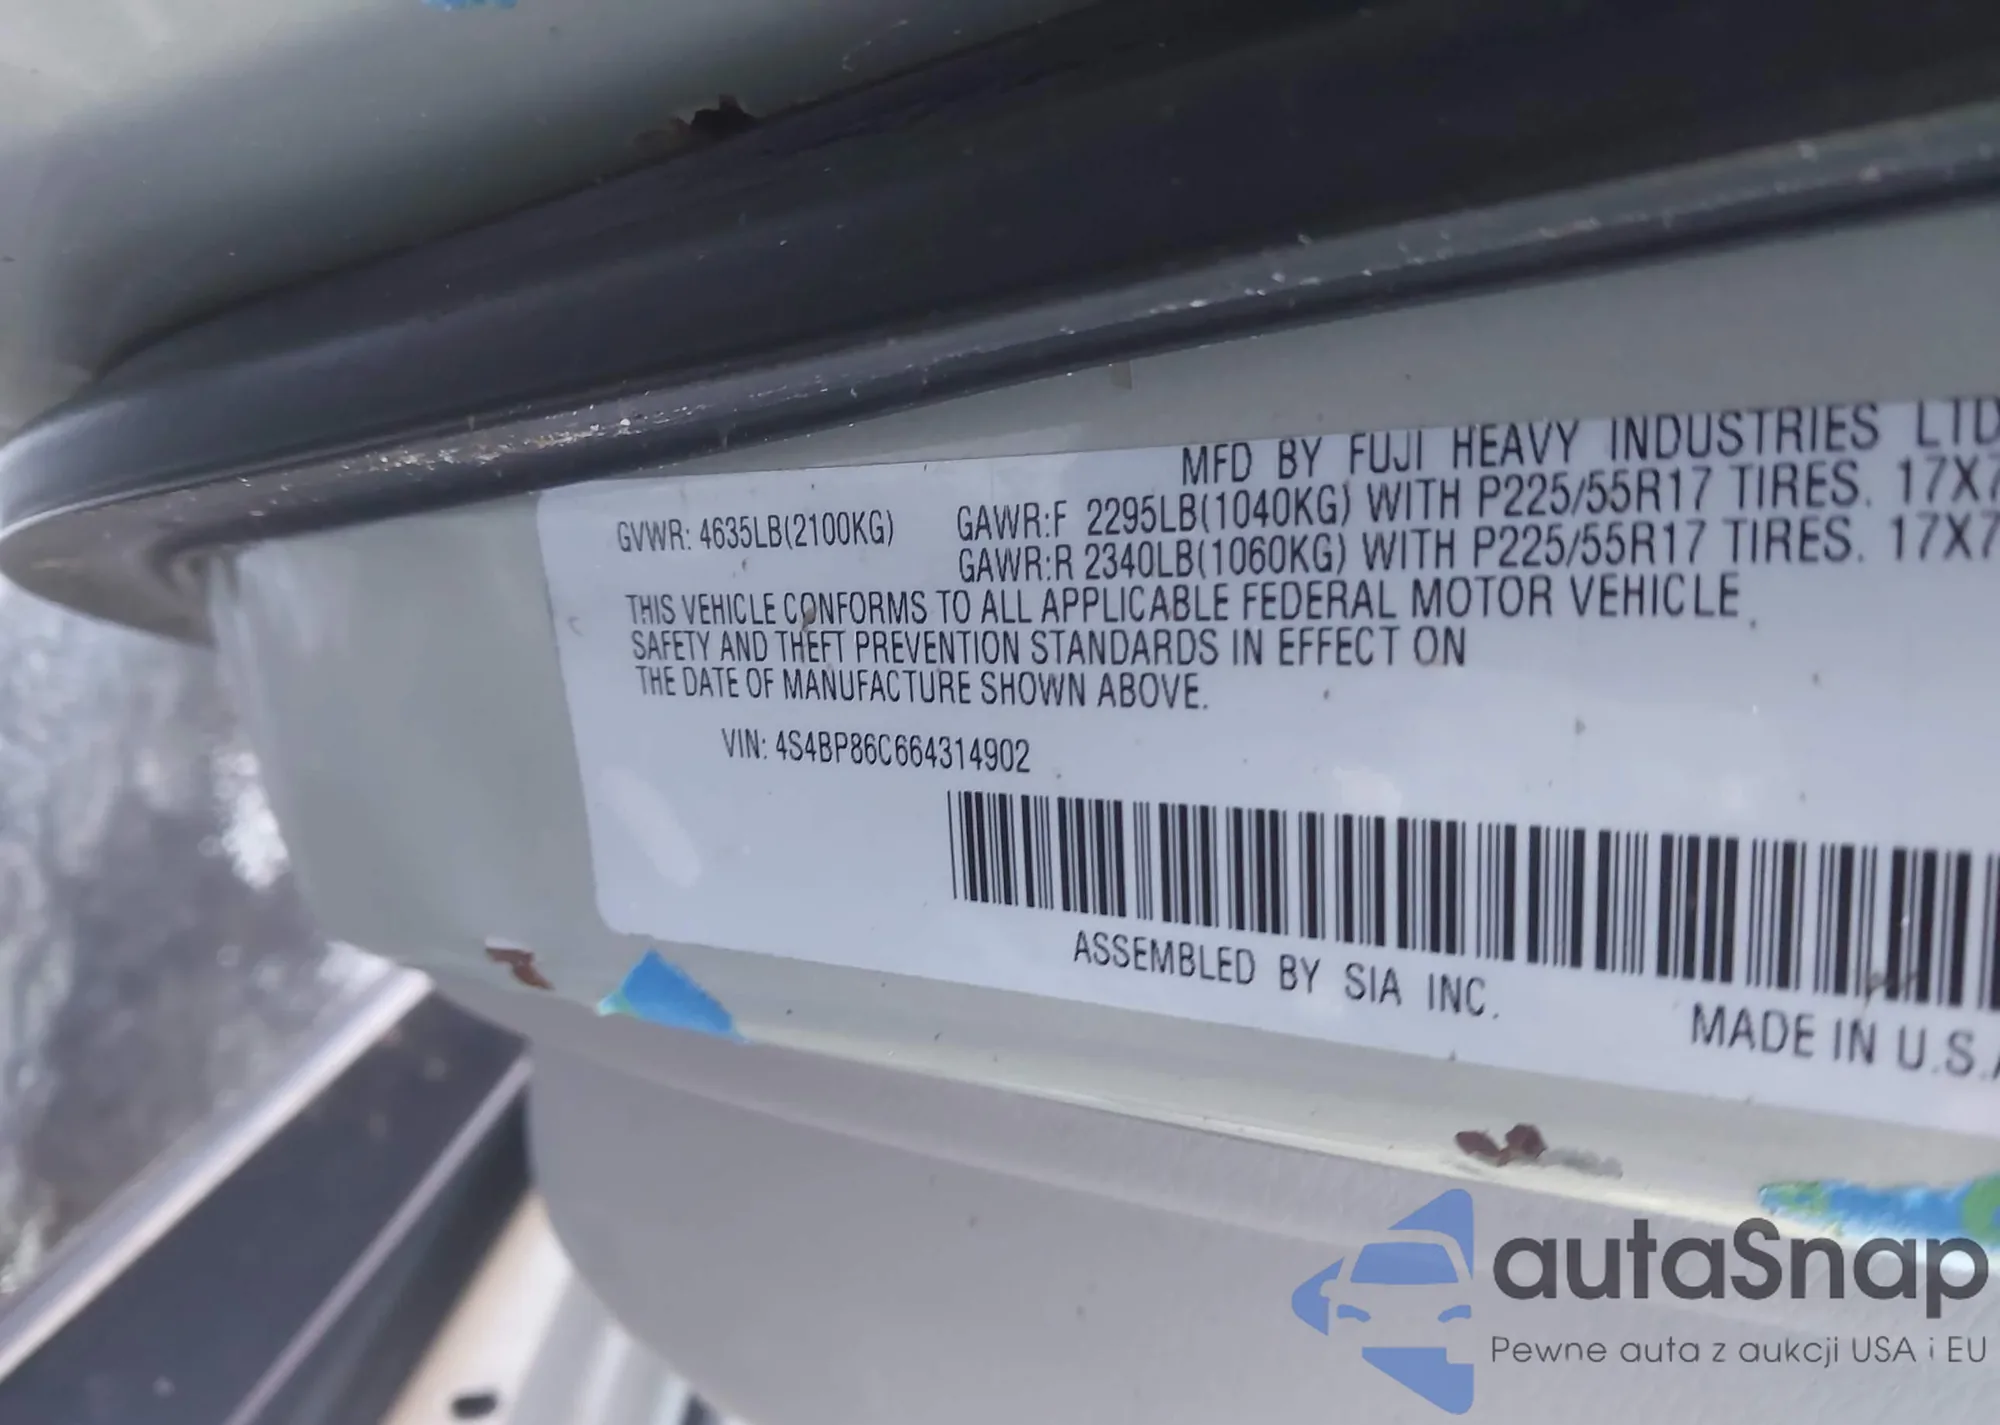 MFD BY FUJI HEAVY INDUSTRIES LTD
GVWR: 4635LB(2100KG) GAWR:F 2295LB(1040KG) WITH P225/55R17 TIRES. 17X7
GAWR:R 2340LB(1060KG) WITH P225/55R17 TIRES. 17X7
THIS VEHICLE CONFORMS TO ALL APPLICABLE FEDERAL MOTOR VEHICLE
SAFETY AND THEFT PREVENTION STANDARDS IN EFFECT ON
THE DATE OF MANUFACTURE SHOWN ABOVE.
VIN: 4S4BP86C664314902
ASSEMBLED BY SIA INC.
MADE IN U.S.A
autaSnap
Pewne auta z aukcji USA i EU